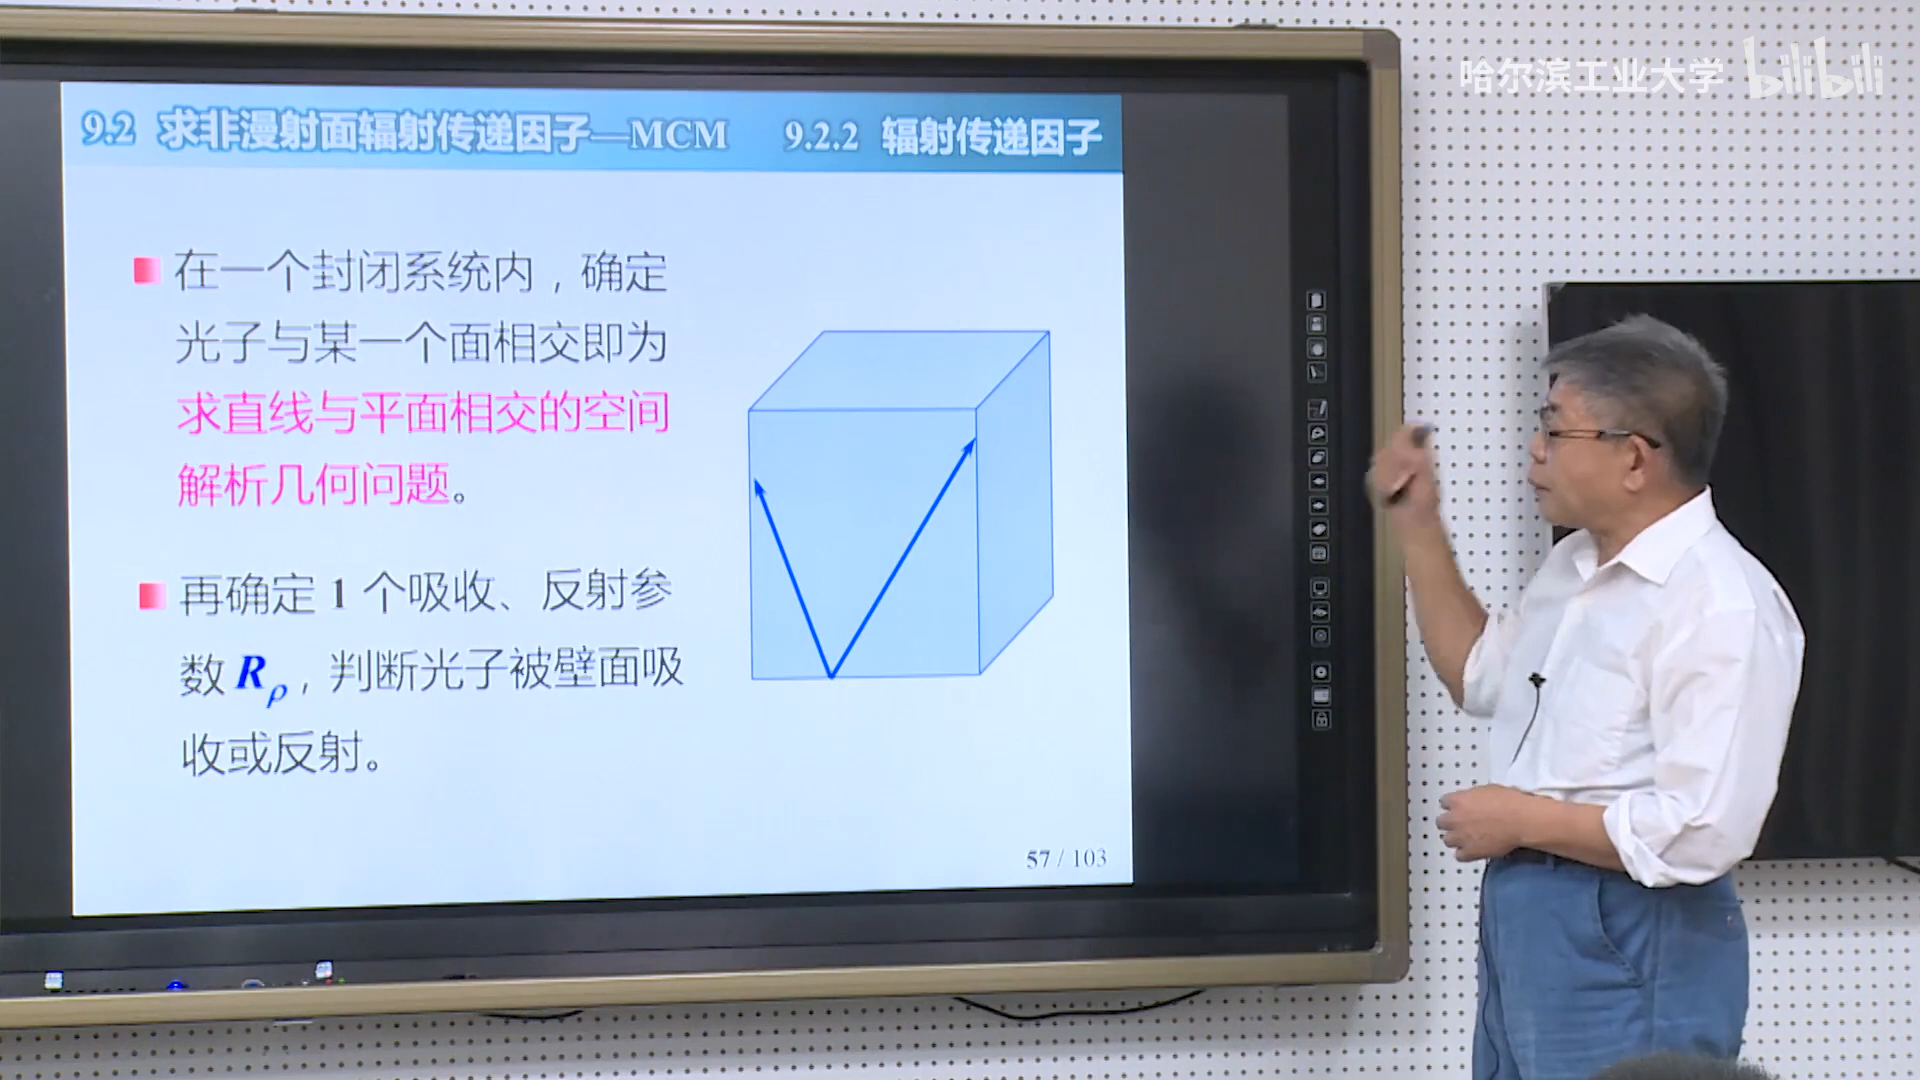 哈尔滨工业大学 bilibili
9.2 求非漫射面辐射传递因子—MCM 9.2.2 辐射传递因子
在一个封闭系统内，确定
光子与某一个面相交即为
求直线与平面相交的空间
解析几何问题。
再确定 1 个吸收、反射参
数 Rρ，判断光子被壁面吸
收或反射。
57 / 103